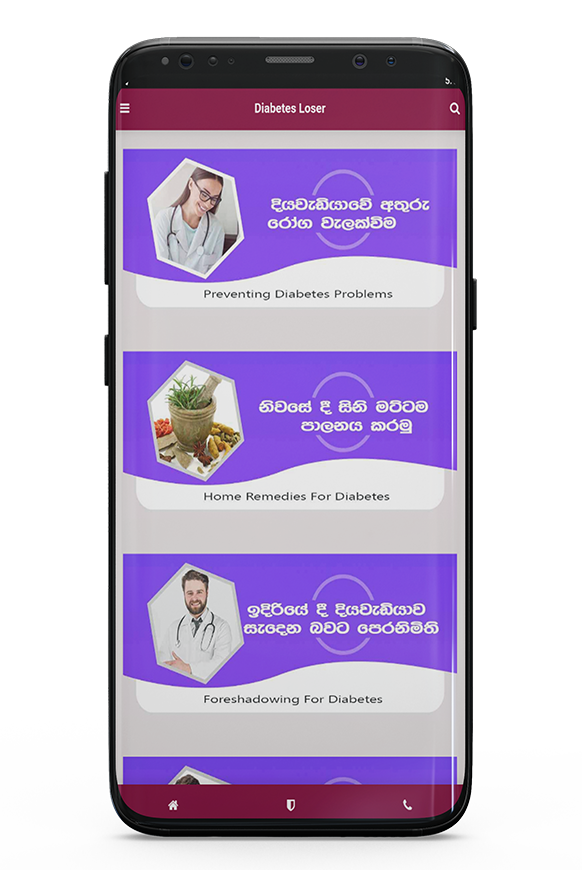 Diabetes Loser
දියවැඩියාවේ අතුරු
රෝග වැලක්වීම
Preventing Diabetes Problems
නිවසේ දී සිනි මට්ටම
පාලනය කරමු
Home Remedies For Diabetes
ඉදිරියේ දී දියවැඩියාව
සෑදෙන බවට පෙරනිමිති
Foreshadowing For Diabetes